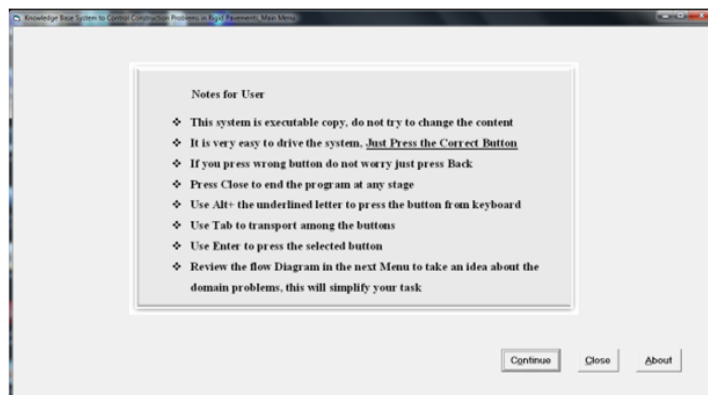 Knowledge Base System to Control Construction Problems in Rigid Pavements, Main Menu
Notes for User
❖ This system is executable copy, do not try to change the content
❖ It is very easy to drive the system, Just Press the Correct Button
❖ If you press wrong button do not worry just press Back
❖ Press Close to end the program at any stage
❖ Use Alt+ the underlined letter to press the button from keyboard
❖ Use Tab to transport among the buttons
❖ Use Enter to press the selected button
❖ Review the flow Diagram in the next Menu to take an idea about the
domain problems, this will simplify your task
Continue Close About